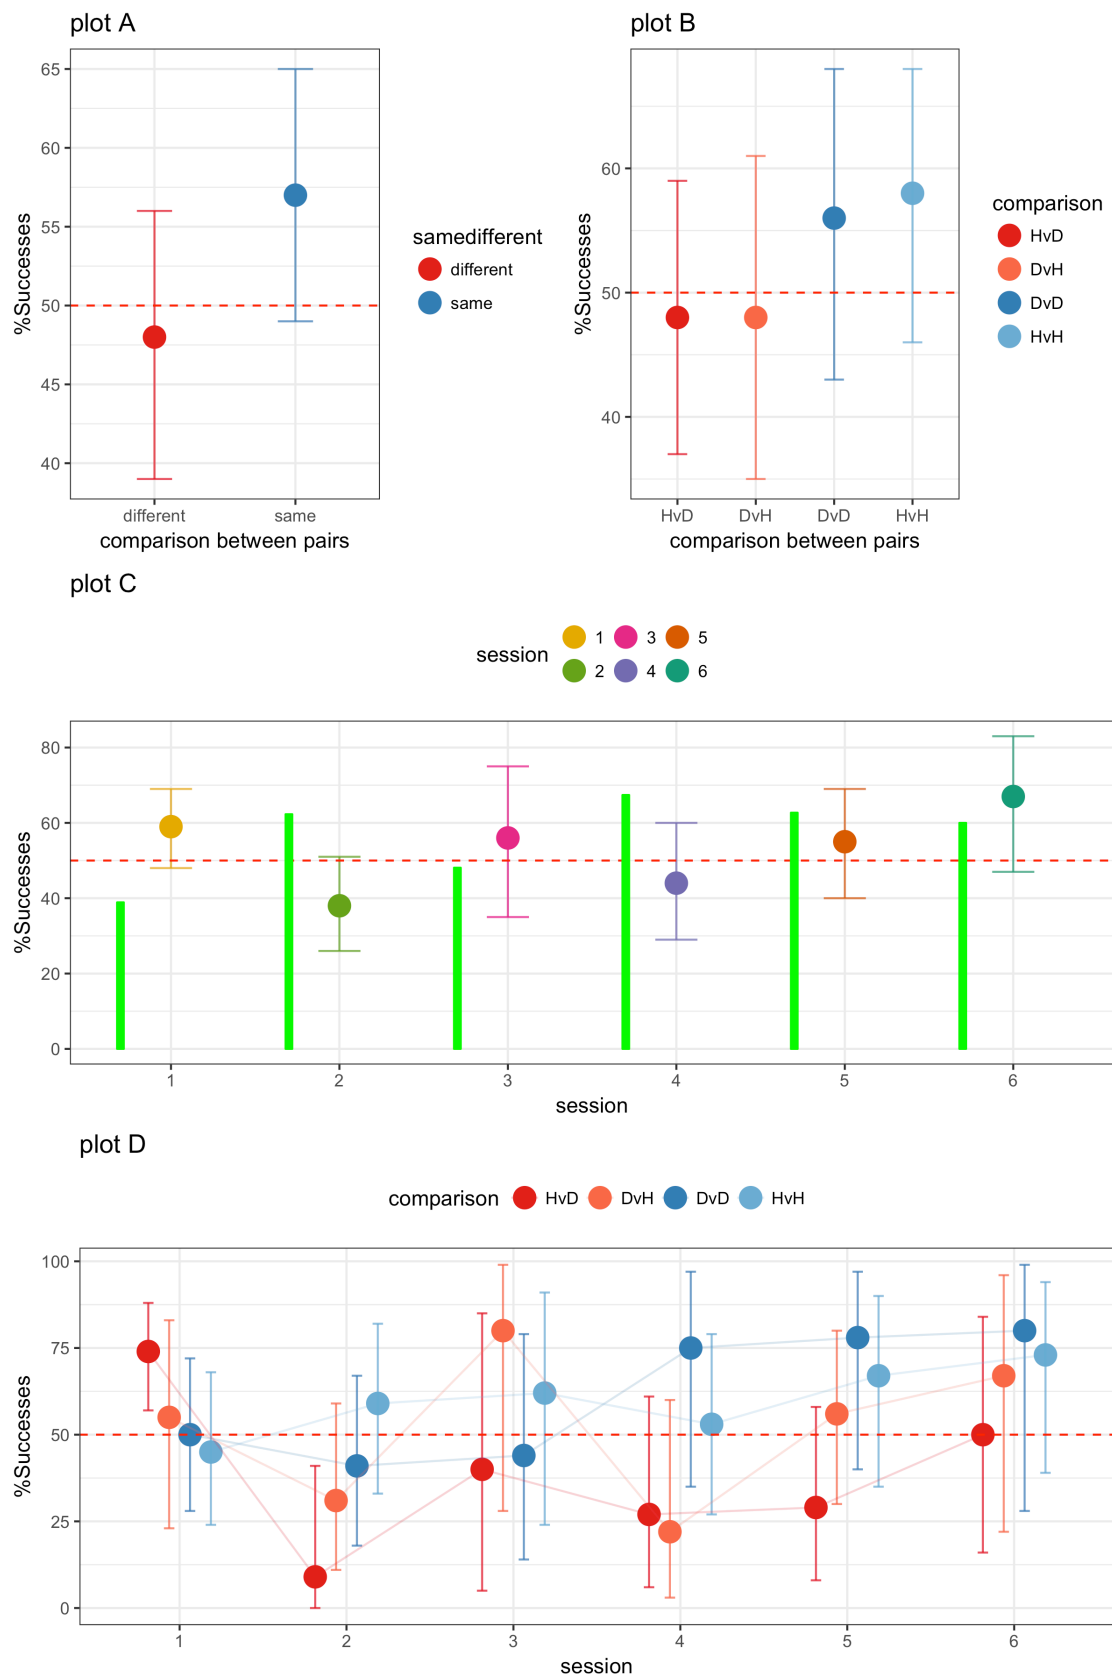 plot A
65
60
55
50
45
40
%Successes
different
same
comparison between pairs
samedifferent
different
same
plot B
60
50
40
%Successes
HvD DvH DvD HvH
comparison between pairs
comparison
HvD
DvH
DvD
HvH
plot C
session
1 3 5
2 4 6
80
60
40
20
0
%Successes
1 2 3 4 5 6
session
plot D
comparison HvD DvH DvD HvH
100
75
50
25
0
%Successes
1 2 3 4 5 6
session